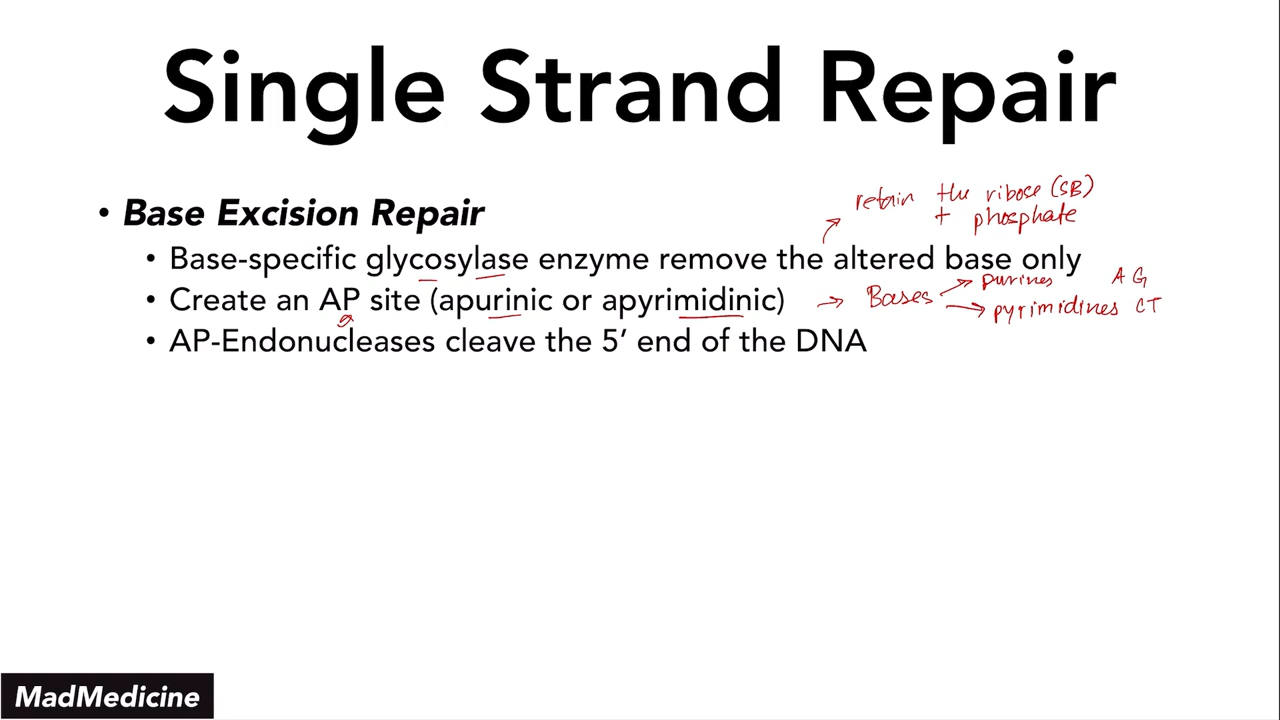 Single Strand Repair
retain the ribose (SB)
+ phosphate
• Base Excision Repair
• Base-specific glycosylase enzyme remove the altered base only
• Create an AP site (apurinic or apyrimidinic) → Bases → purines AG
→ pyrimidines CT
• AP-Endonucleases cleave the 5’ end of the DNA
MadMedicine